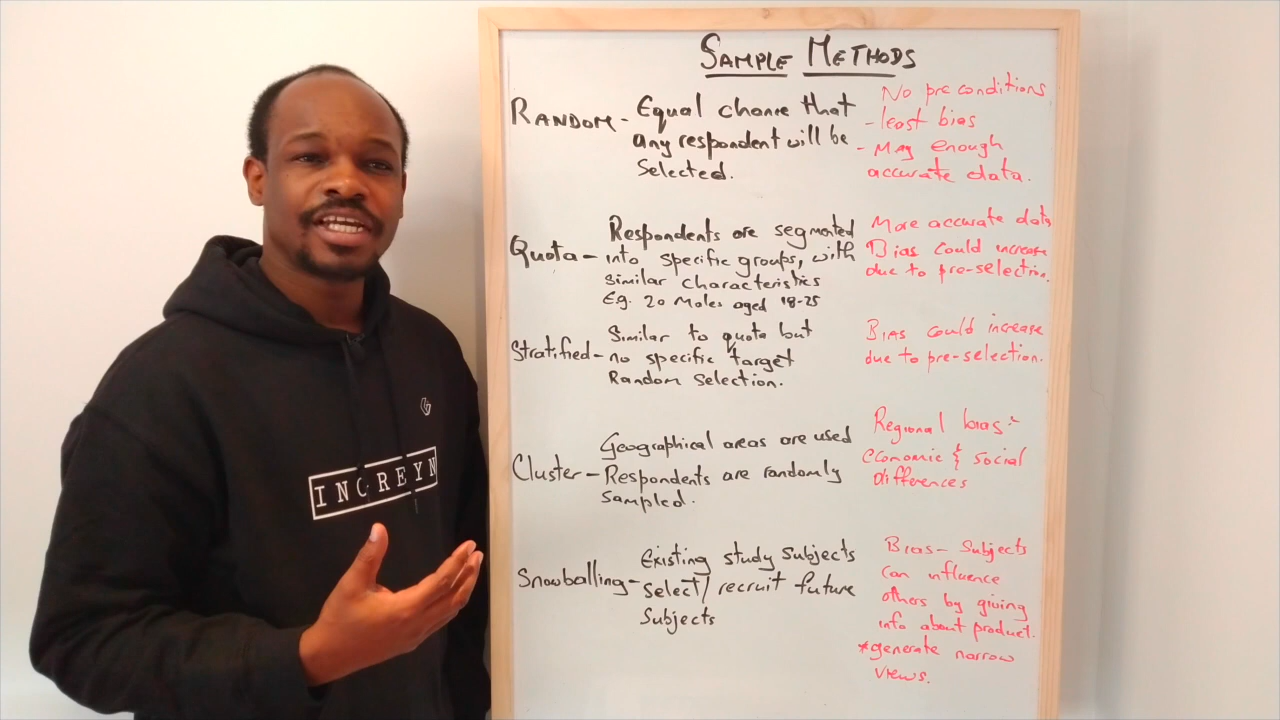 SAMPLE METHODS
RANDOM - Equal chance that
any respondent will be
Selected.
No preconditions
- least bias
- May enough
accurate data.
Quota - Respondents are segmented
into specific groups, with
similar characteristics
Eg. 20 Males aged 18-25
More accurate data
Bias could increase
due to pre-selection.
Stratified - Similar to quota but
no specific target
Random Selection.
Bias could increase
due to pre-selection.
Cluster - Geographical areas are used
Respondents are randomly
Sampled.
Regional bias:-
economic & social
differences
Snowballing - Existing study subjects
Select/ recruit future
Subjects
Bias - Subjects
can influence
others by giving
info about product.
*generate narrow
views.
INCREYN